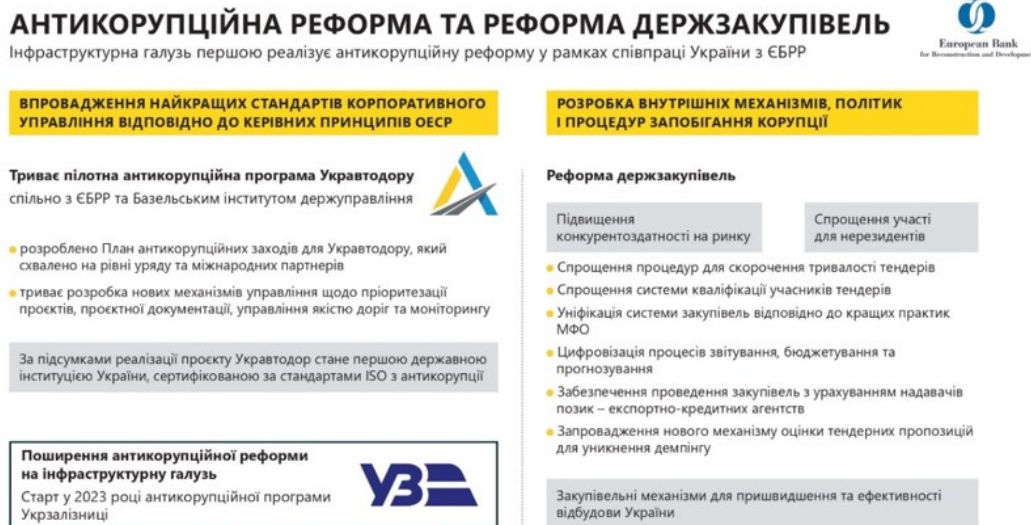 АНТИКОРУПЦІЙНА РЕФОРМА ТА РЕФОРМА ДЕРЖЗАКУПІВЕЛЬ
Інфраструктурна галузь першою реалізує антикорупційну реформу у рамках співпраці України з ЄБРР
European Bank
for Reconstruction and Developme
ВПРОВАДЖЕННЯ НАЙКРАЩИХ СТАНДАРТІВ КОРПОРАТИВНОГО
УПРАВЛІННЯ ВІДПОВІДНО ДО КЕРІВНИХ ПРИНЦИПІВ ОЕСР
Триває пілотна антикорупційна програма Укравтодору
спільно з ЄБРР та Базельським інститутом держуправління
розроблено План антикорупційних заходів для Укравтодору, який
схвалено на рівні уряду та міжнародних партнерів
триває розробка нових механізмів управління щодо пріоритезації
проєктів, проєктної документації, управління якістю доріг та моніторингу
За підсумками реалізації проєкту Укравтодор стане першою державною
інституцією України, сертифікованою за стандартами ISO з антикорупції
Поширення антикорупційної реформи
на інфраструктурну галузь
Старт у 2023 році антикорупційної програми
Укрзалізниці
УЗ
РОЗРОБКА ВНУТРІШНІХ МЕХАНІЗМІВ, ПОЛІТИК
І ПРОЦЕДУР ЗАПОБІГАННЯ КОРУПЦІЇ
Реформа держзакупівель
Підвищення
конкурентоздатності на ринку
Спрощення участі
для нерезидентів
Спрощення процедур для скорочення тривалості тендерів
Спрощення системи кваліфікації учасників тендерів
Уніфікація системи закупівель відповідно до кращих практик
МФО
Цифровізація процесів звітування, бюджетування та
прогнозування
Забезпечення проведення закупівель з урахуванням надавачів
позик – експортно-кредитних агентств
Запровадження нового механізму оцінки тендерних пропозицій
для уникнення демпінгу
Закупівельні механізми для пришвидшення та ефективності
відбудови України